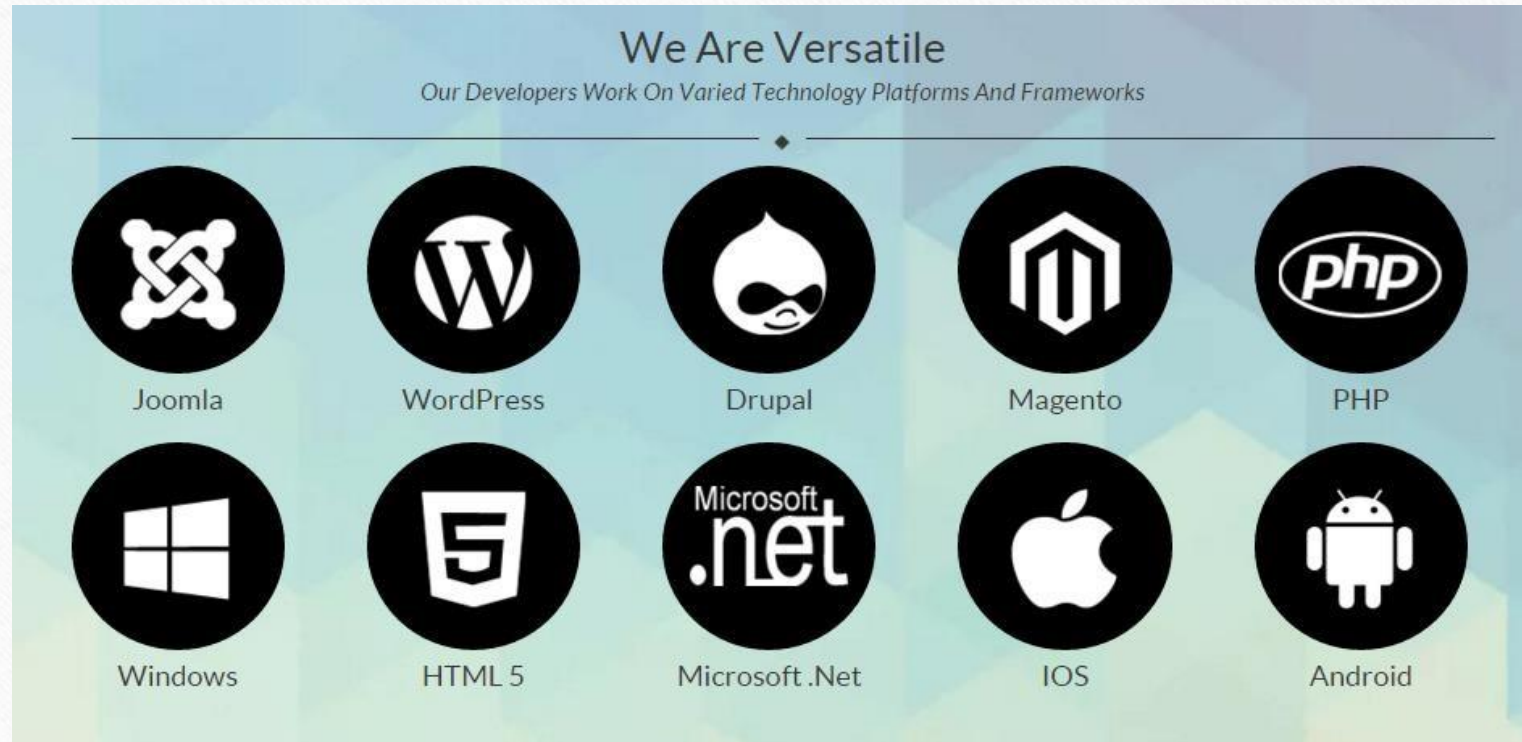 We Are Versatile
Our Developers Work On Varied Technology Platforms And Frameworks
php
Joomla WordPress Drupal Magento PHP
Microsoft
.net
Windows HTML 5 Microsoft .Net IOS Android